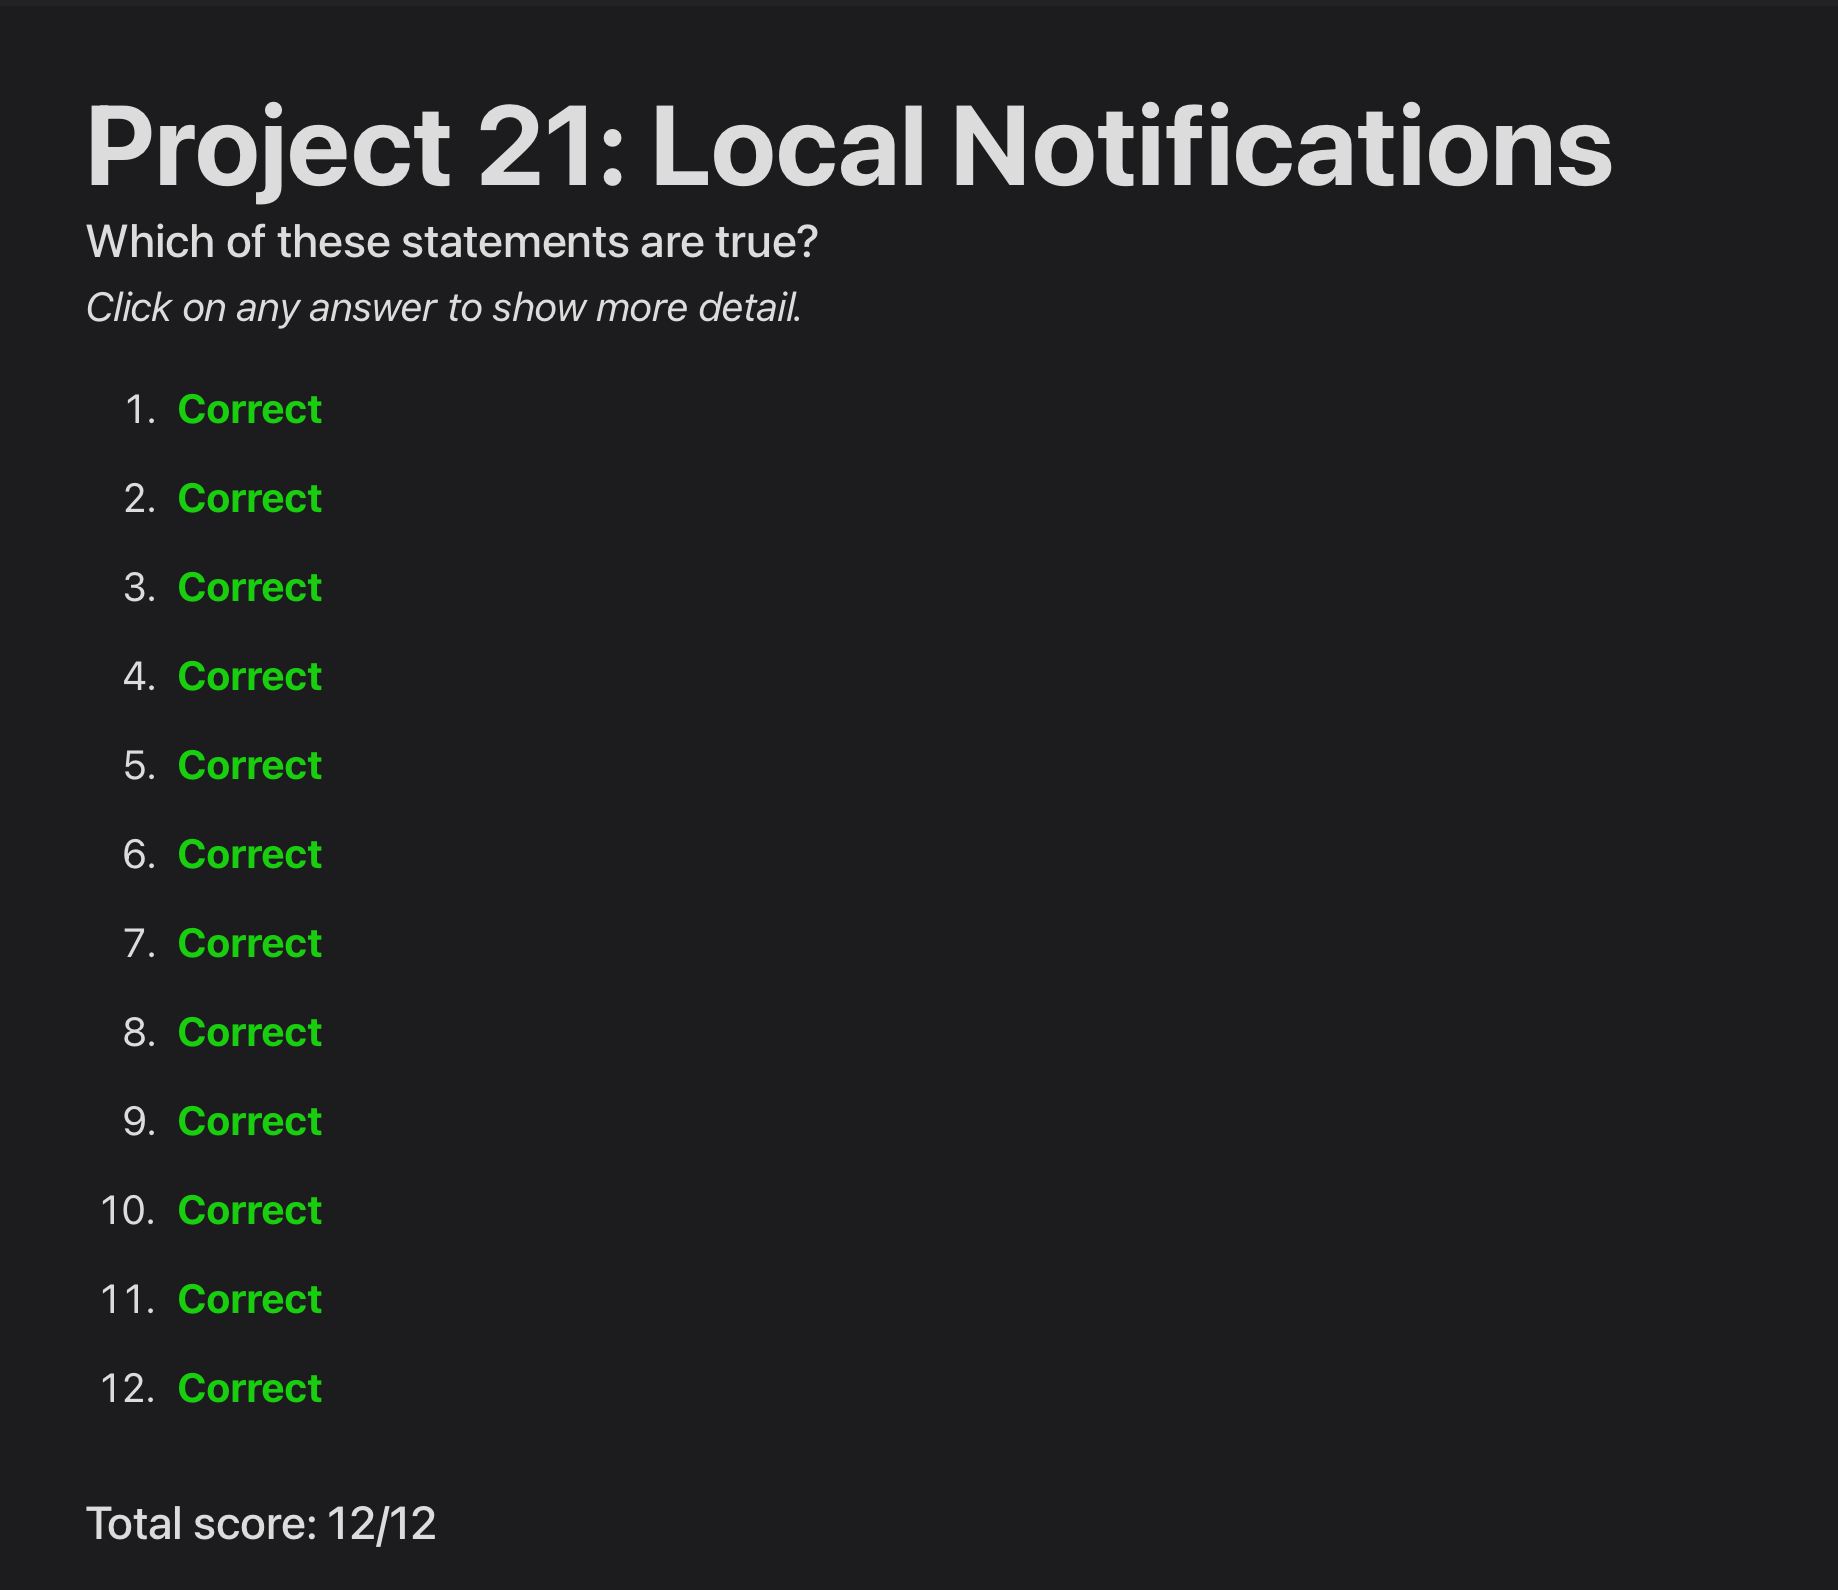 Project 21: Local Notifications
Which of these statements are true?
Click on any answer to show more detail.
1. Correct
2. Correct
3. Correct
4. Correct
5. Correct
6. Correct
7. Correct
8. Correct
9. Correct
10. Correct
11. Correct
12. Correct
Total score: 12/12